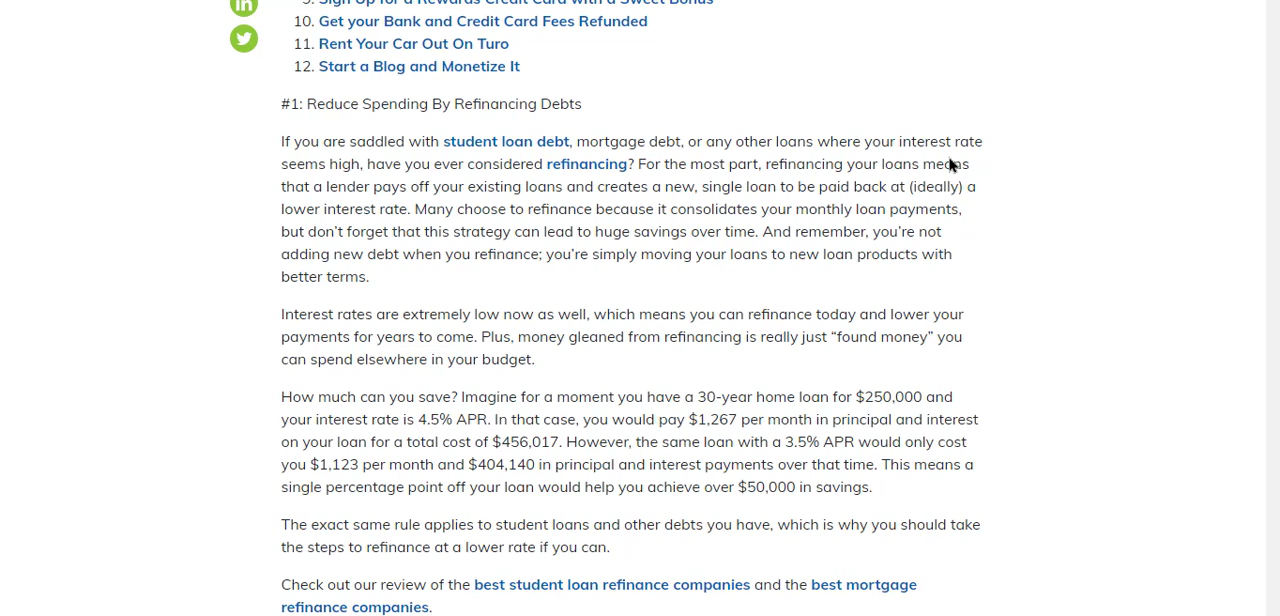 in
9. Sign Up for a Rewards Credit Card with a Sweet Bonus
10. Get your Bank and Credit Card Fees Refunded
11. Rent Your Car Out On Turo
12. Start a Blog and Monetize It
#1: Reduce Spending By Refinancing Debts
If you are saddled with student loan debt, mortgage debt, or any other loans where your interest rate
seems high, have you ever considered refinancing? For the most part, refinancing your loans means
that a lender pays off your existing loans and creates a new, single loan to be paid back at (ideally) a
lower interest rate. Many choose to refinance because it consolidates your monthly loan payments,
but don’t forget that this strategy can lead to huge savings over time. And remember, you’re not
adding new debt when you refinance; you’re simply moving your loans to new loan products with
better terms.
Interest rates are extremely low now as well, which means you can refinance today and lower your
payments for years to come. Plus, money gleaned from refinancing is really just “found money” you
can spend elsewhere in your budget.
How much can you save? Imagine for a moment you have a 30-year home loan for $250,000 and
your interest rate is 4.5% APR. In that case, you would pay $1,267 per month in principal and interest
on your loan for a total cost of $456,017. However, the same loan with a 3.5% APR would only cost
you $1,123 per month and $404,140 in principal and interest payments over that time. This means a
single percentage point off your loan would help you achieve over $50,000 in savings.
The exact same rule applies to student loans and other debts you have, which is why you should take
the steps to refinance at a lower rate if you can.
Check out our review of the best student loan refinance companies and the best mortgage
refinance companies.